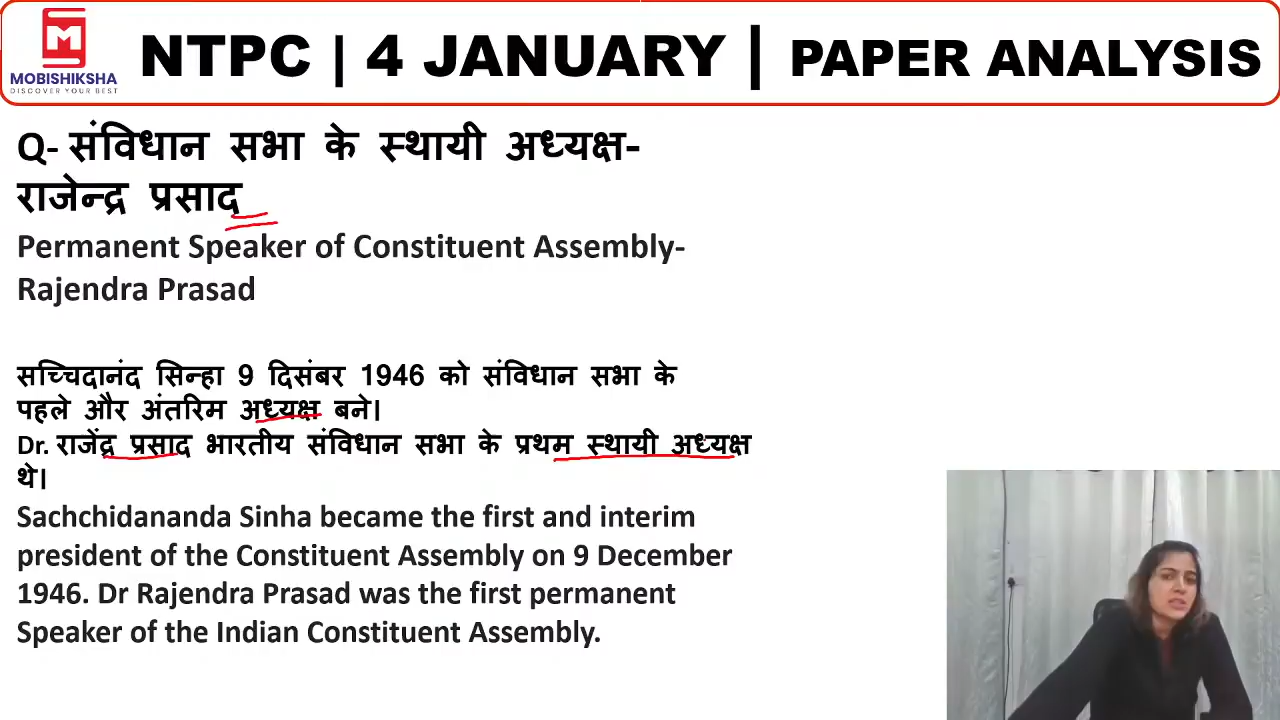 MOBISHIKSHA
DISCOVER YOUR BEST
NTPC | 4 JANUARY | PAPER ANALYSIS
Q- संविधान सभा के स्थायी अध्यक्ष-
राजेन्द्र प्रसाद
Permanent Speaker of Constituent Assembly-
Rajendra Prasad
सच्चिदानंद सिन्हा 9 दिसंबर 1946 को संविधान सभा के
पहले और अंतरिम अध्यक्ष बने।
Dr. राजेंद्र प्रसाद भारतीय संविधान सभा के प्रथम स्थायी अध्यक्ष
थे।
Sachchidananda Sinha became the first and interim
president of the Constituent Assembly on 9 December
1946. Dr Rajendra Prasad was the first permanent
Speaker of the Indian Constituent Assembly.